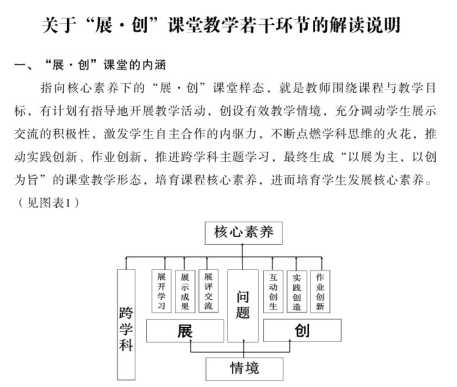 关于“展·创”课堂教学若干环节的解读说明
一、“展·创”课堂的内涵
指向核心素养下的“展·创”课堂样态，就是教师围绕课程与教学目
标，有计划有指导地开展教学活动，创设有效教学情境，充分调动学生展示
交流的积极性，激发学生自主合作的内驱力，不断点燃学科思维的火花，推
动实践创新、作业创新，推进跨学科主题学习，最终生成“以展为主，以创
为旨”的课堂教学形态，培育课程核心素养，进而培育学生发展核心素养。
（见图表1）
核心素养
跨学科
展开学习
展示成果
展评交流
问题
互动创生
实践创造
作业创新
展
创
情境